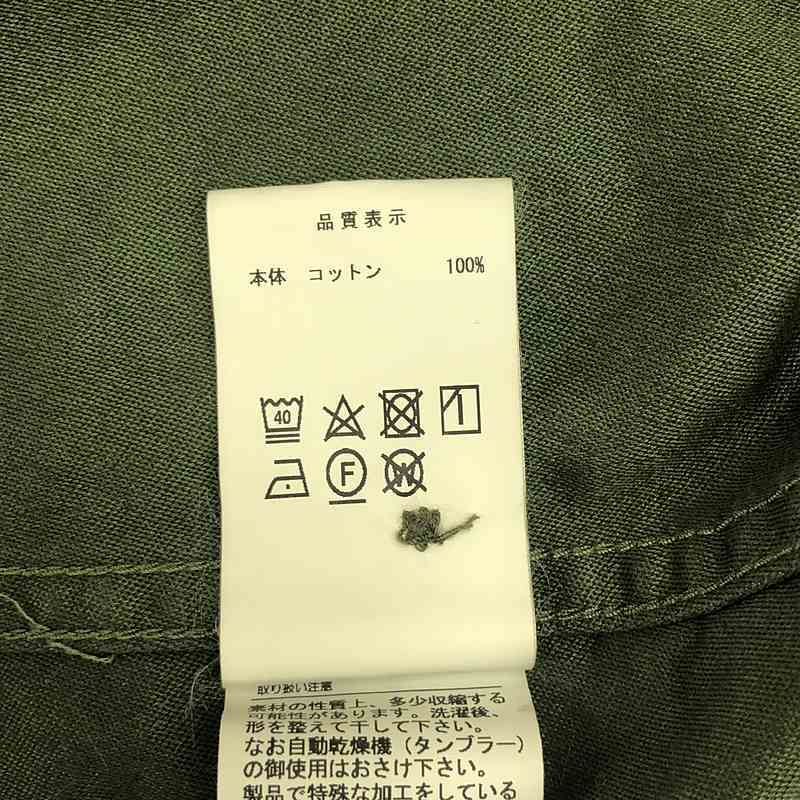 品質表示
本体 コットン 100%
40
F W
取り扱い注意
素材の性質上、多少収縮する
可能性があります。洗濯後、
形を整えて干して下さい。
なお自動乾燥機（タンブラー）
の御使用はおさけ下さい。
製品で特殊な加工をしている